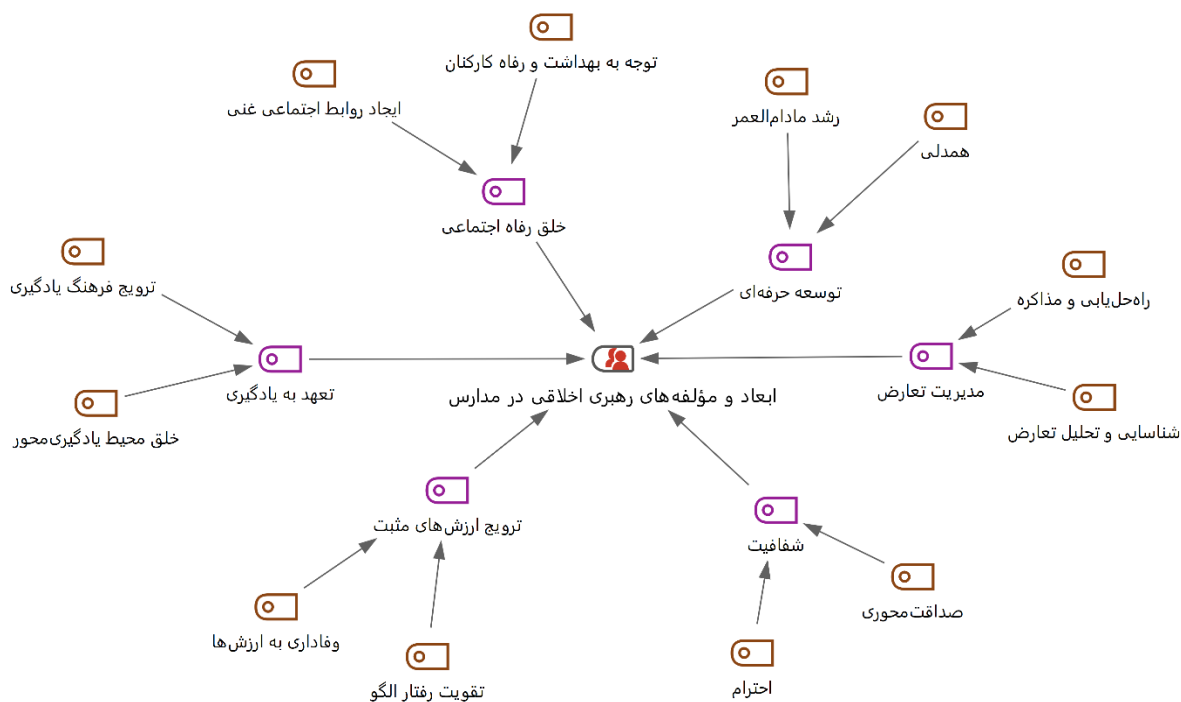 توجه به بهداشت و رفاه کارکنان
ایجاد روابط اجتماعی غنی
رشد مادام‌العمر
همدلی
خلق رفاه اجتماعی
توسعه حرفه‌ای
راه‌حل‌یابی و مذاکره
ترویج فرهنگ یادگیری
تعهد به یادگیری
مدیریت تعارض
ابعاد و مؤلفه‌های رهبری اخلاقی در مدارس
شناسایی و تحلیل تعارض
خلق محیط یادگیری‌محور
ترویج ارزش‌های مثبت
شفافیت
صداقت‌محوری
وفاداری به ارزش‌ها
تقویت رفتار الگو
احترام